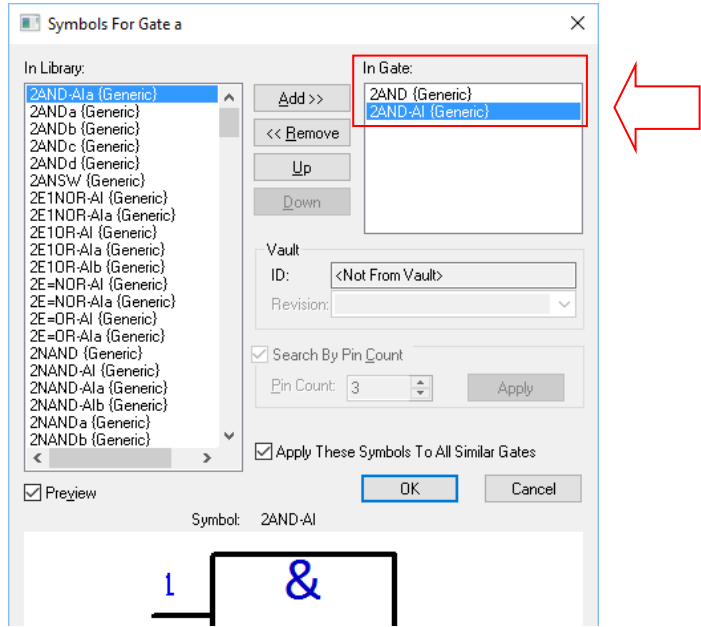 Symbols For Gate a
In Library:
2AND-AIa {Generic}
2ANDa {Generic}
2ANDb {Generic}
2ANDc {Generic}
2ANDd {Generic}
2ANSW {Generic}
2E1NOR-AI {Generic}
2E1NOR-AIa {Generic}
2E1OR-AI {Generic}
2E1OR-AIa {Generic}
2E1OR-AIb {Generic}
2E=NOR-AI {Generic}
2E=NOR-AIa {Generic}
2E=OR-AI {Generic}
2E=OR-AIa {Generic}
2NAND {Generic}
2NAND-AI {Generic}
2NAND-AIa {Generic}
2NAND-AIb {Generic}
2NANDa {Generic}
2NANDb {Generic}
Add >>
<< Remove
Up
Down
In Gate:
2AND {Generic}
2AND-AI {Generic}
Vault
ID: <Not From Vault>
Revision:
Search By Pin Count
Pin Count: 3 Apply
Apply These Symbols To All Similar Gates
Preview
OK Cancel
Symbol: 2AND-AI
1 &